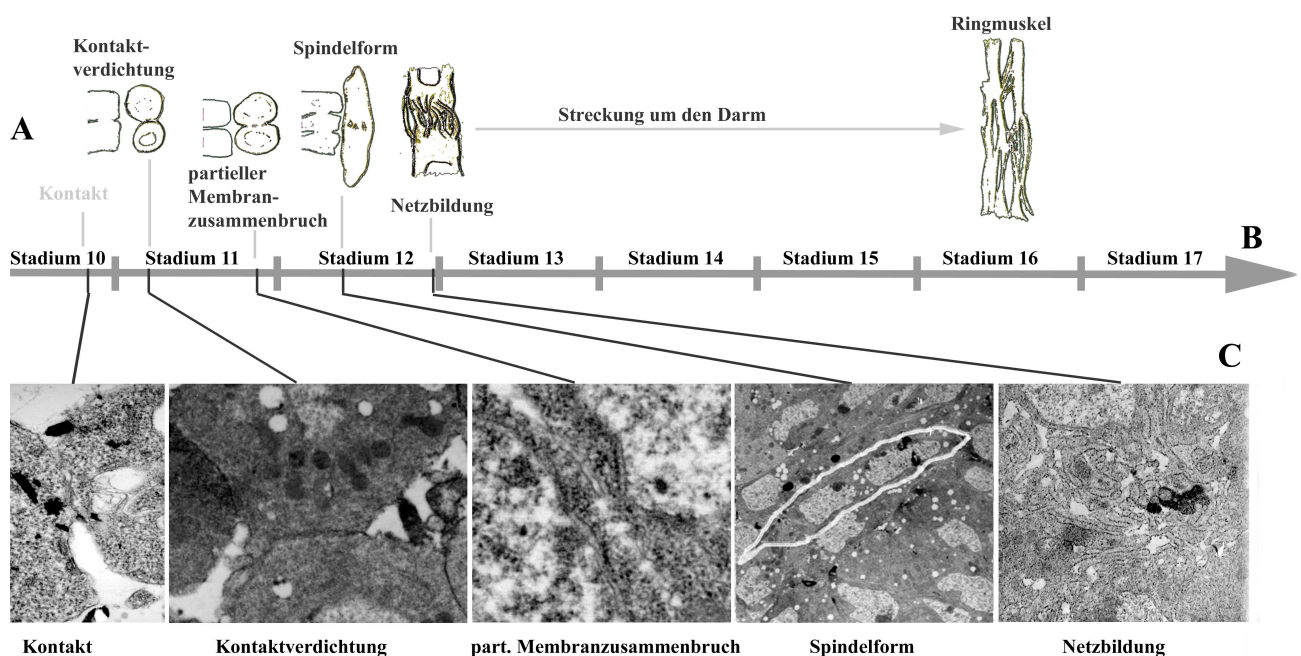 Ringmuskel
Kontakt-
verdichtung
Spindelform
A
Streckung um den Darm
partieller
Membran-
zusammenbruch
Kontakt
Netzbildung
B
Stadium 10
Stadium 11
Stadium 12
Stadium 13
Stadium 14
Stadium 15
Stadium 16
Stadium 17
C
Kontakt
Kontaktverdichtung
part. Membranzusammenbruch
Spindelform
Netzbildung